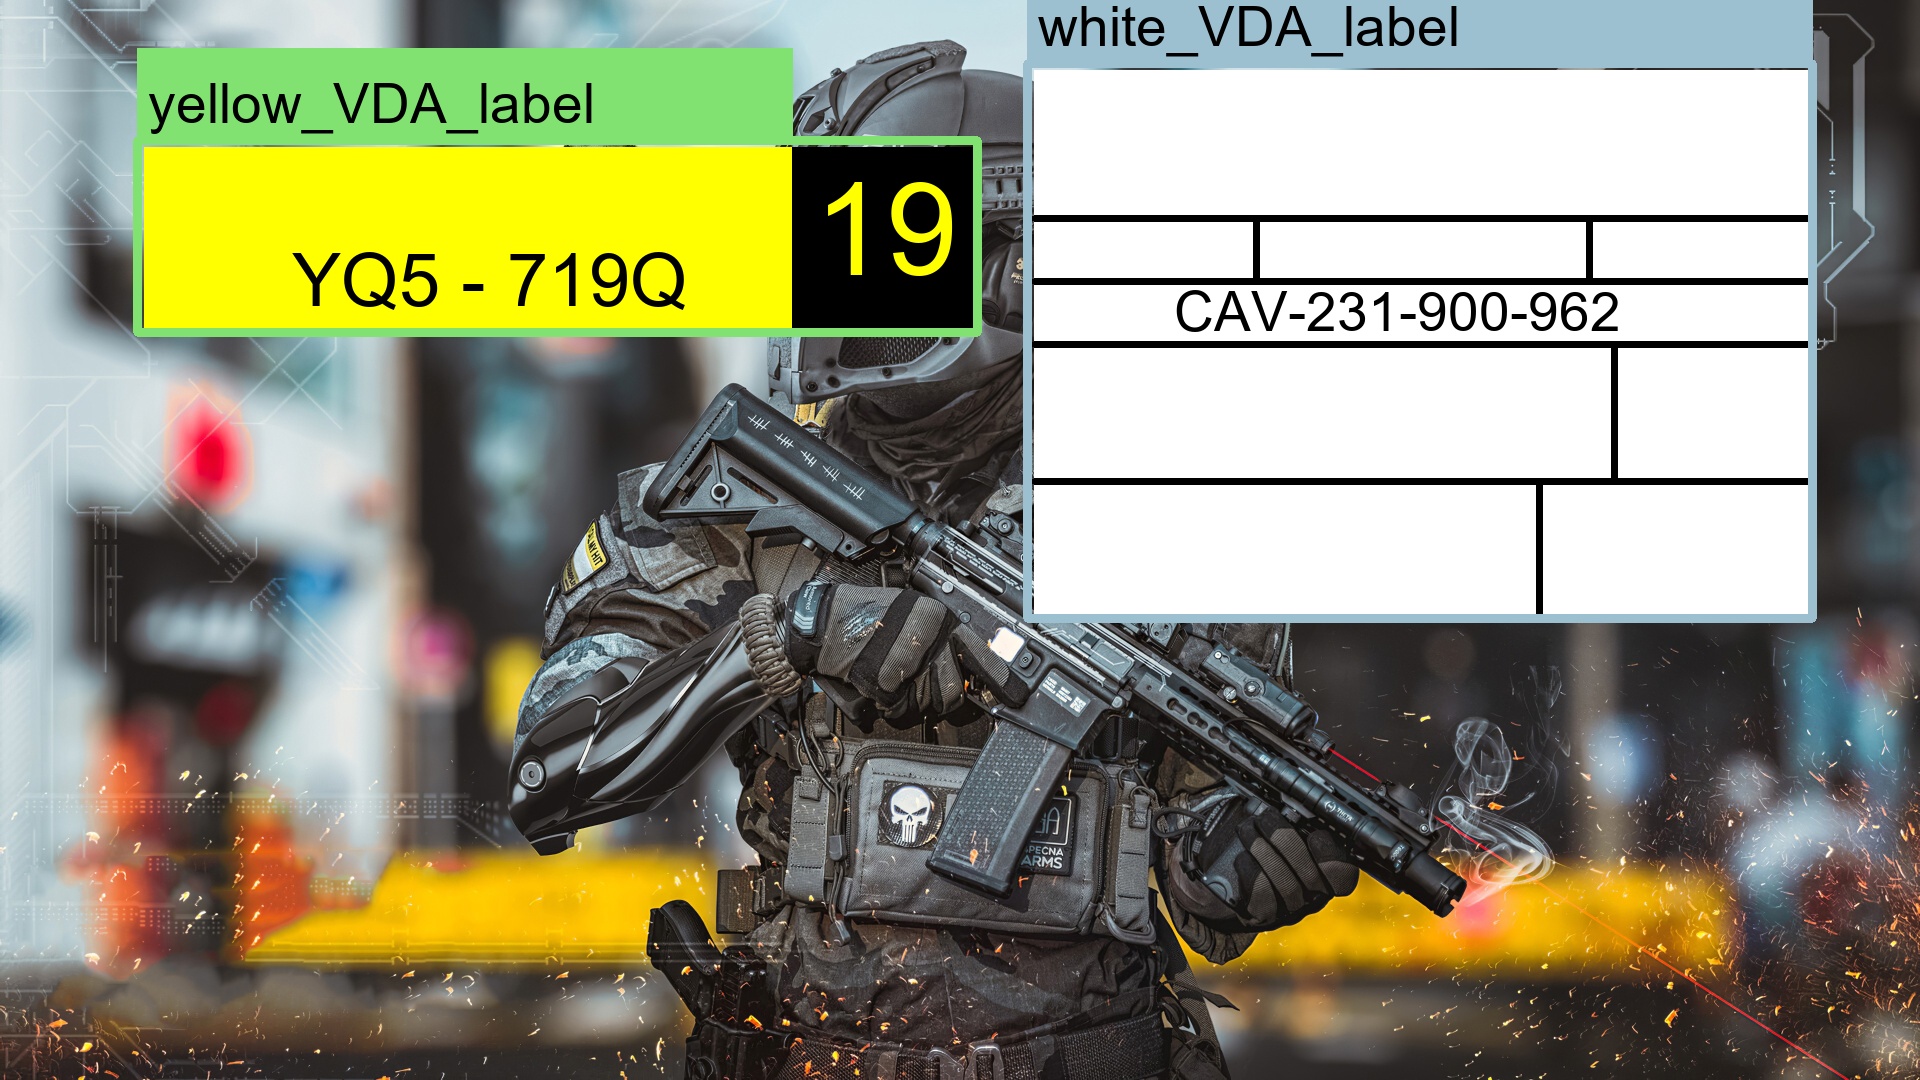 white_VDA_label
yellow_VDA_label
19
YQ5 - 719Q
CAV-231-900-962
SPECNA
ARMS